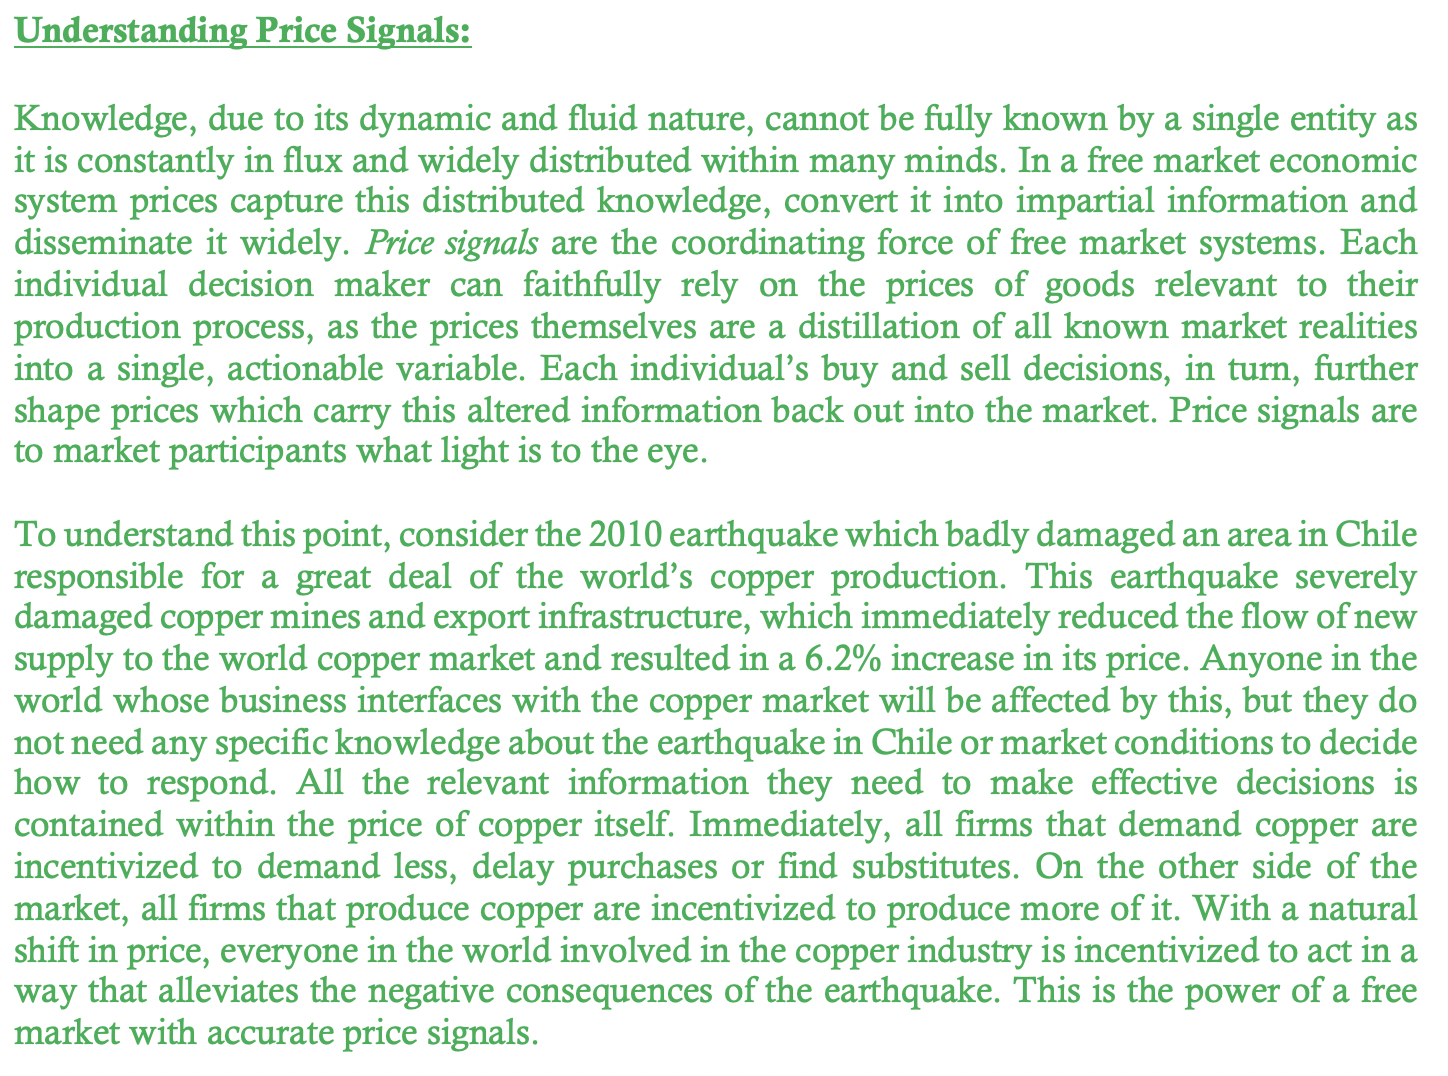 Understanding Price Signals:
Knowledge, due to its dynamic and fluid nature, cannot be fully known by a single entity as
it is constantly in flux and widely distributed within many minds. In a free market economic
system prices capture this distributed knowledge, convert it into impartial information and
disseminate it widely. Price signals are the coordinating force of free market systems. Each
individual decision maker can faithfully rely on the prices of goods relevant to their
production process, as the prices themselves are a distillation of all known market realities
into a single, actionable variable. Each individual’s buy and sell decisions, in turn, further
shape prices which carry this altered information back out into the market. Price signals are
to market participants what light is to the eye.
To understand this point, consider the 2010 earthquake which badly damaged an area in Chile
responsible for a great deal of the world’s copper production. This earthquake severely
damaged copper mines and export infrastructure, which immediately reduced the flow of new
supply to the world copper market and resulted in a 6.2% increase in its price. Anyone in the
world whose business interfaces with the copper market will be affected by this, but they do
not need any specific knowledge about the earthquake in Chile or market conditions to decide
how to respond. All the relevant information they need to make effective decisions is
contained within the price of copper itself. Immediately, all firms that demand copper are
incentivized to demand less, delay purchases or find substitutes. On the other side of the
market, all firms that produce copper are incentivized to produce more of it. With a natural
shift in price, everyone in the world involved in the copper industry is incentivized to act in a
way that alleviates the negative consequences of the earthquake. This is the power of a free
market with accurate price signals.